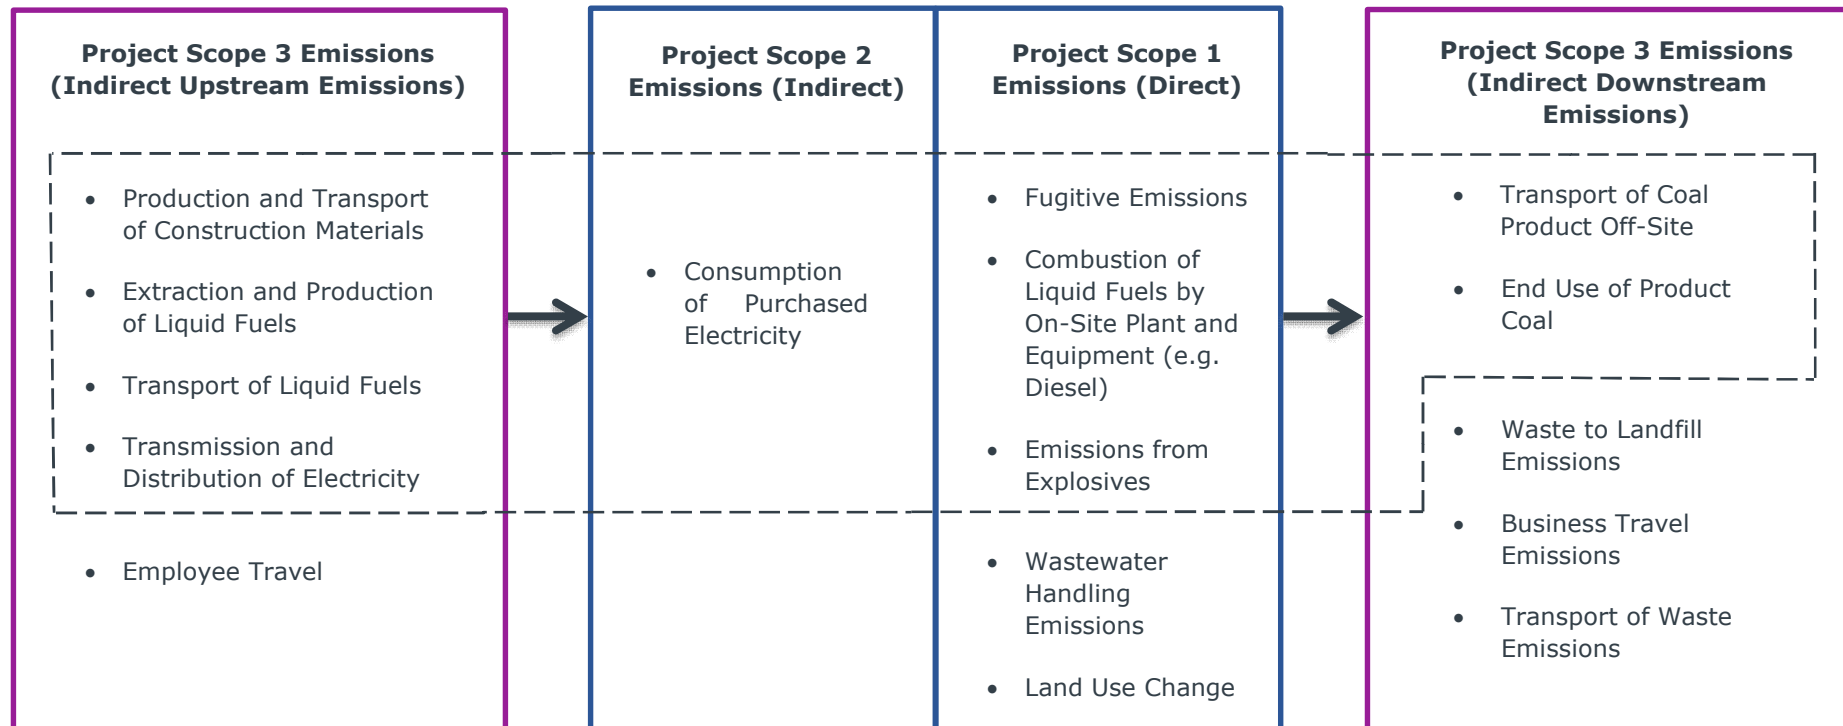 Project Scope 3 Emissions
(Indirect Upstream Emissions)
• Production and Transport
of Construction Materials
• Extraction and Production
of Liquid Fuels
• Transport of Liquid Fuels
• Transmission and
Distribution of Electricity
• Employee Travel
Project Scope 2
Emissions (Indirect)
• Consumption
of Purchased
Electricity
Project Scope 1
Emissions (Direct)
• Fugitive Emissions
• Combustion of
Liquid Fuels by
On-Site Plant and
Equipment (e.g.
Diesel)
• Emissions from
Explosives
• Wastewater
Handling
Emissions
• Land Use Change
Project Scope 3 Emissions
(Indirect Downstream
Emissions)
• Transport of Coal
Product Off-Site
• End Use of Product
Coal
• Waste to Landfill
Emissions
• Business Travel
Emissions
• Transport of Waste
Emissions